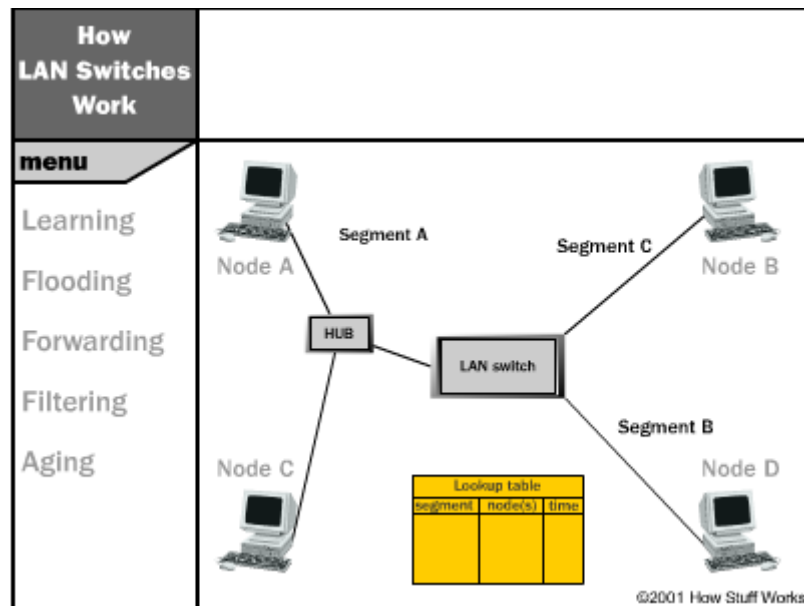 How
LAN Switches
Work
menu
Learning
Flooding
Forwarding
Filtering
Aging
Node A
Segment A
Segment C
Node B
HUB
LAN switch
Segment B
Node C
Node D
Lookup table
segment node(s) time
©2001 How Stuff Works